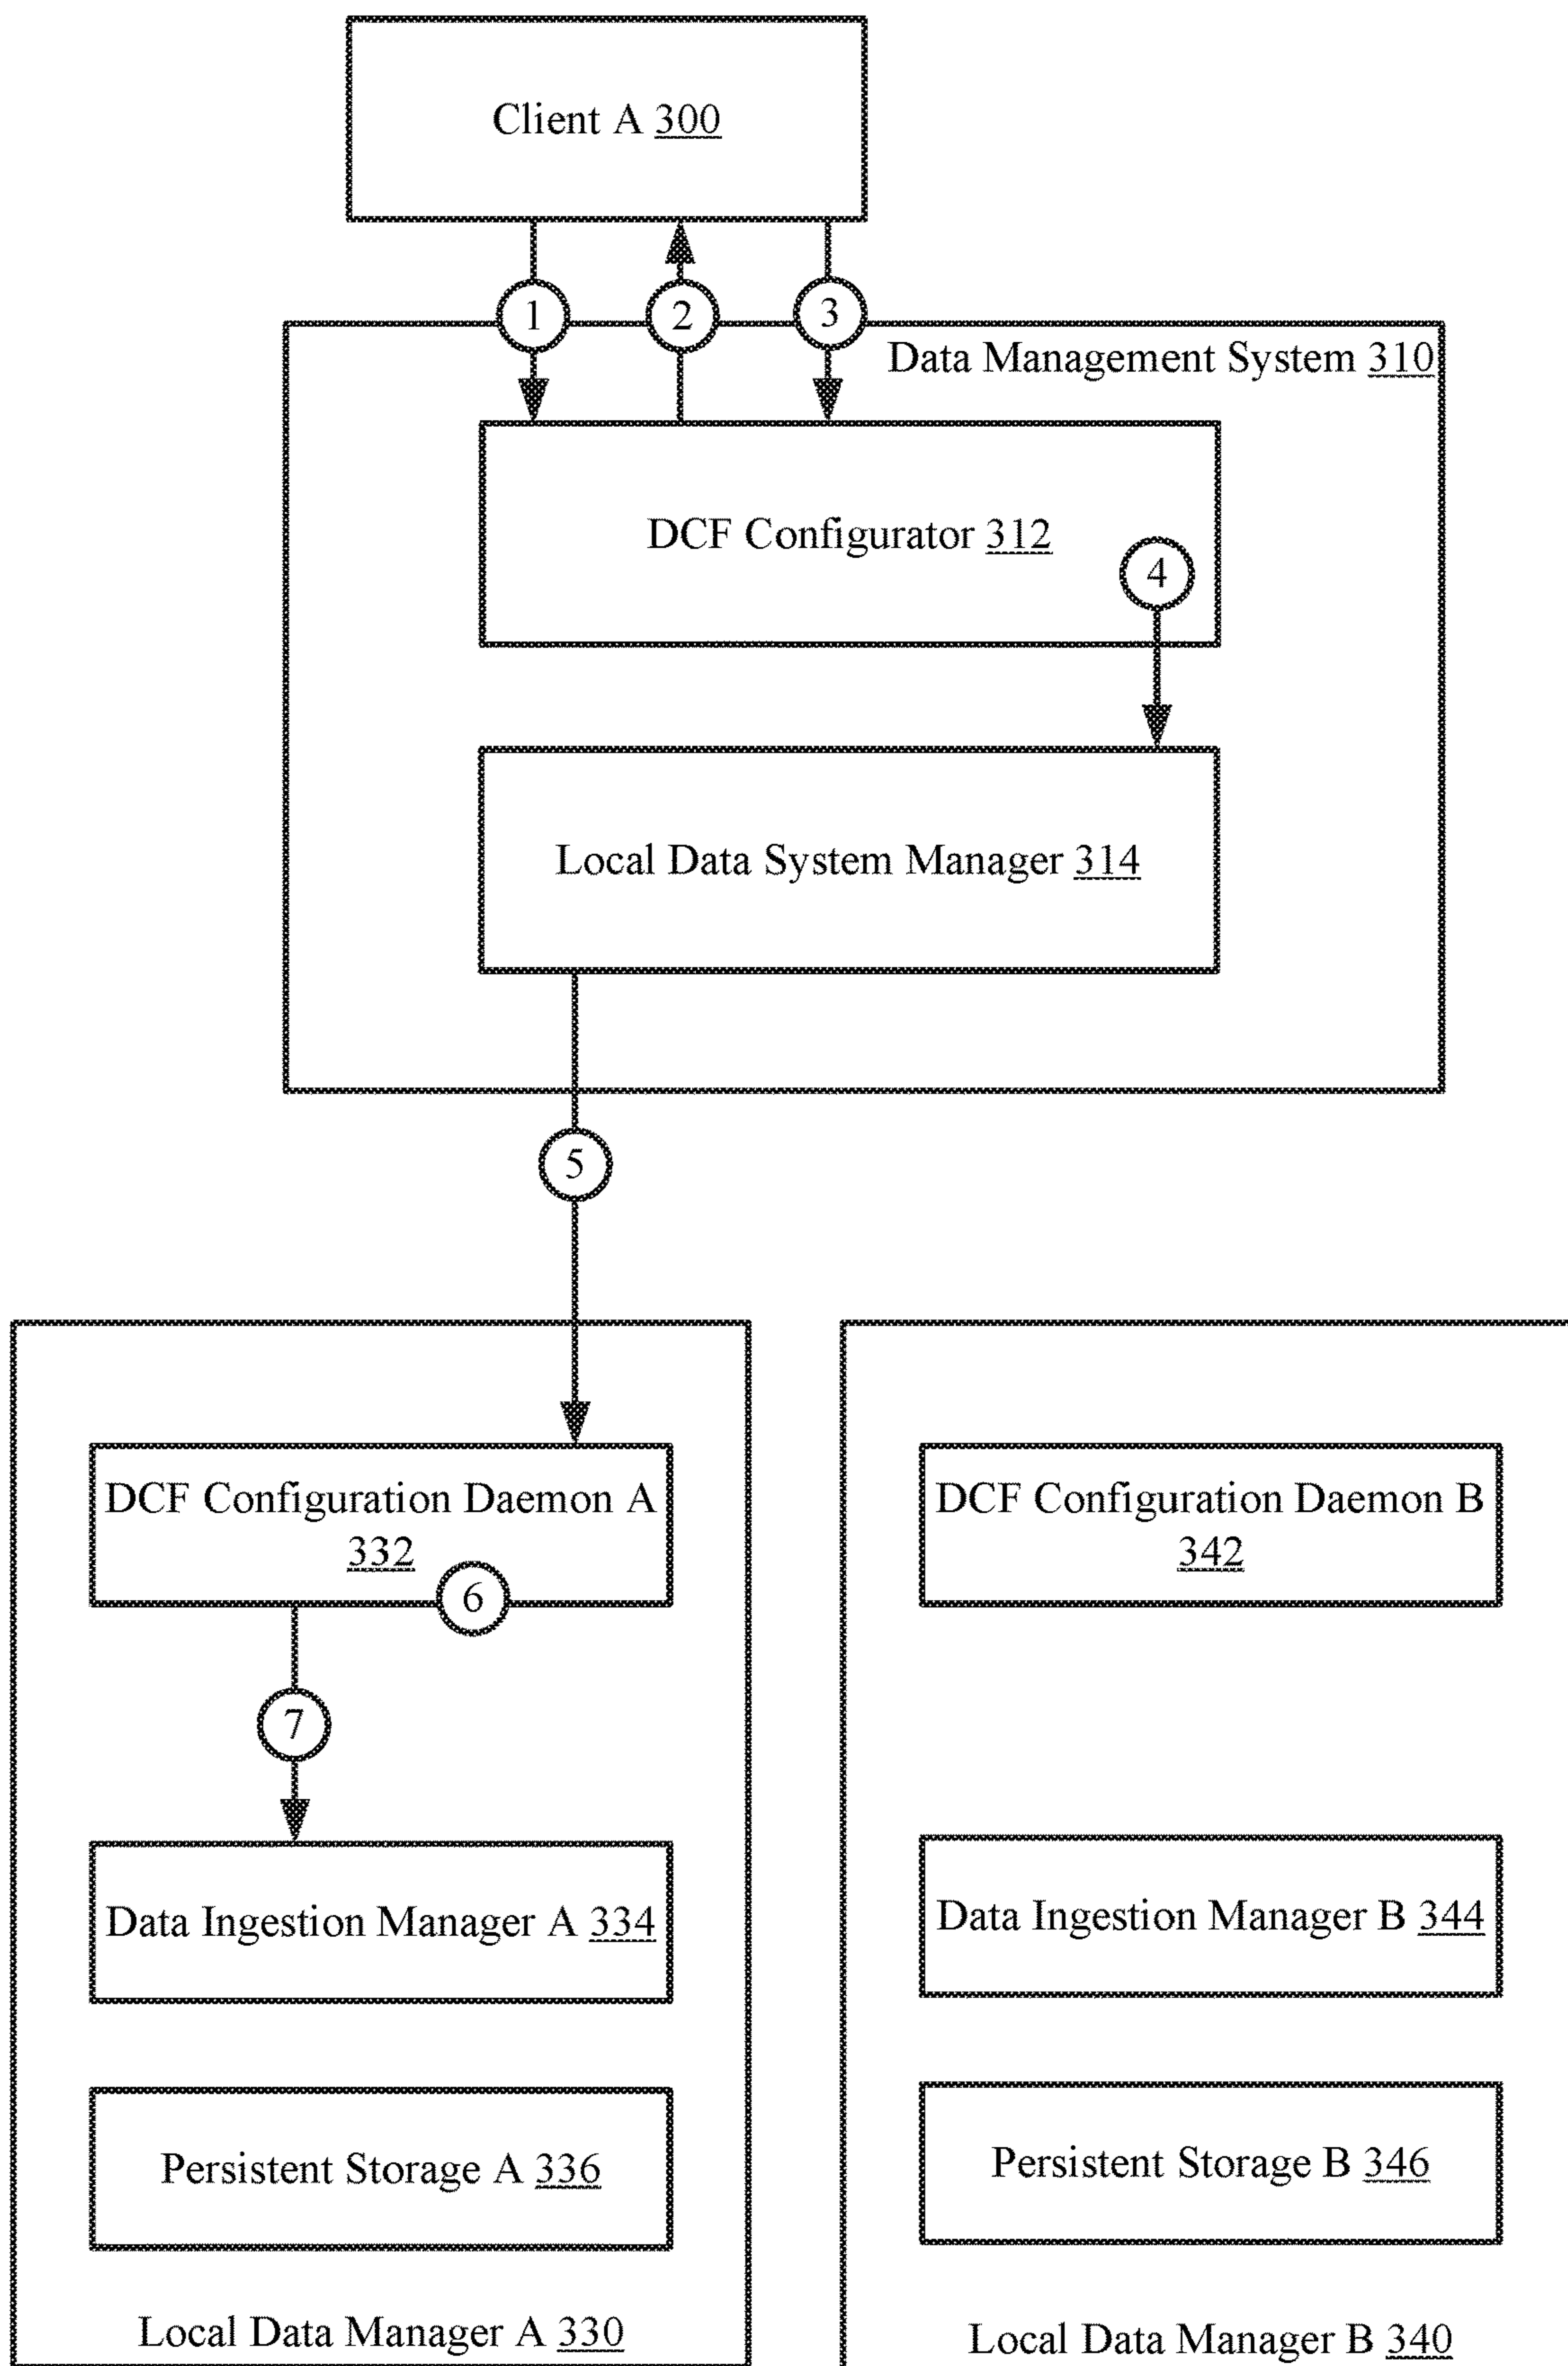 Client A 300
1
2
3
Data Management System 310
DCF Configurator 312
4
Local Data System Manager 314
5
DCF Configuration Daemon A
332
6
7
Data Ingestion Manager A 334
Persistent Storage A 336
Local Data Manager A 330
DCF Configuration Daemon B
342
Data Ingestion Manager B 344
Persistent Storage B 346
Local Data Manager B 340